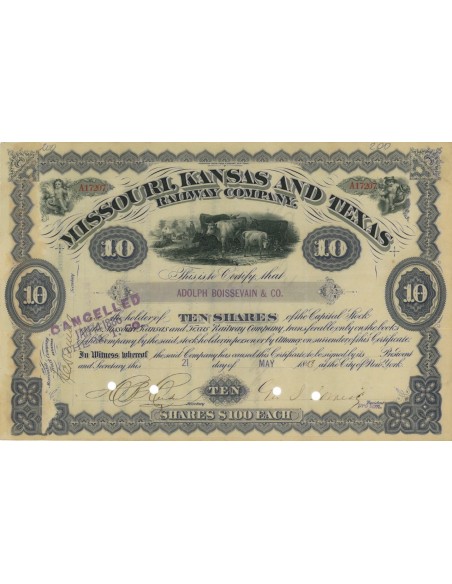 200 200
A17207 A17207
MISSOURI, KANSAS AND TEXAS
RAILWAY COMPANY.
10 10
This is to Certify, that
ADOLPH BOISSEVAIN & CO.
10 10
CANCELLED
the holder of TEN SHARES of the Capital Stock
of the Missouri, Kansas and Texas Railway Company, transferable only on the books
of the Company by the said stockholder in person or by Attorney on surrender of this Certificate.
In Witness whereof the said Company has caused this Certificate to be signed by its President
and Secretary this 21 day of MAY in the City of New York.
TEN
SHARES $100 EACH